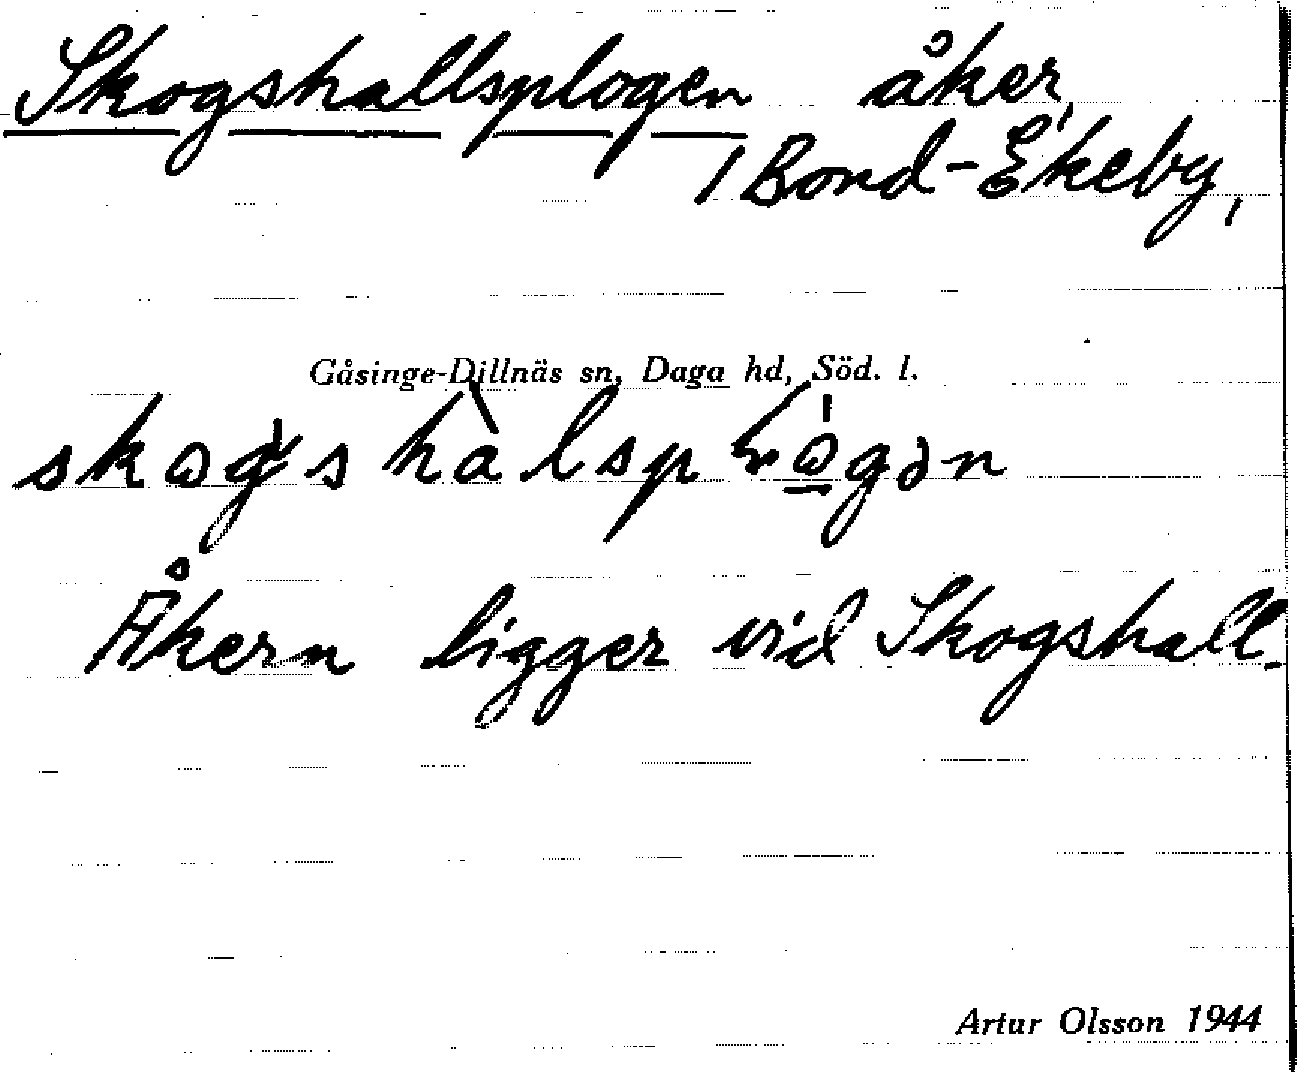 Skogshallsplogen åker,
/ Bond-Ekeby,
Gåsinge-Dillnäs sn, Daga hd, Söd. l.
Åkern ligger vid Skogshall.
Artur Olsson 1944